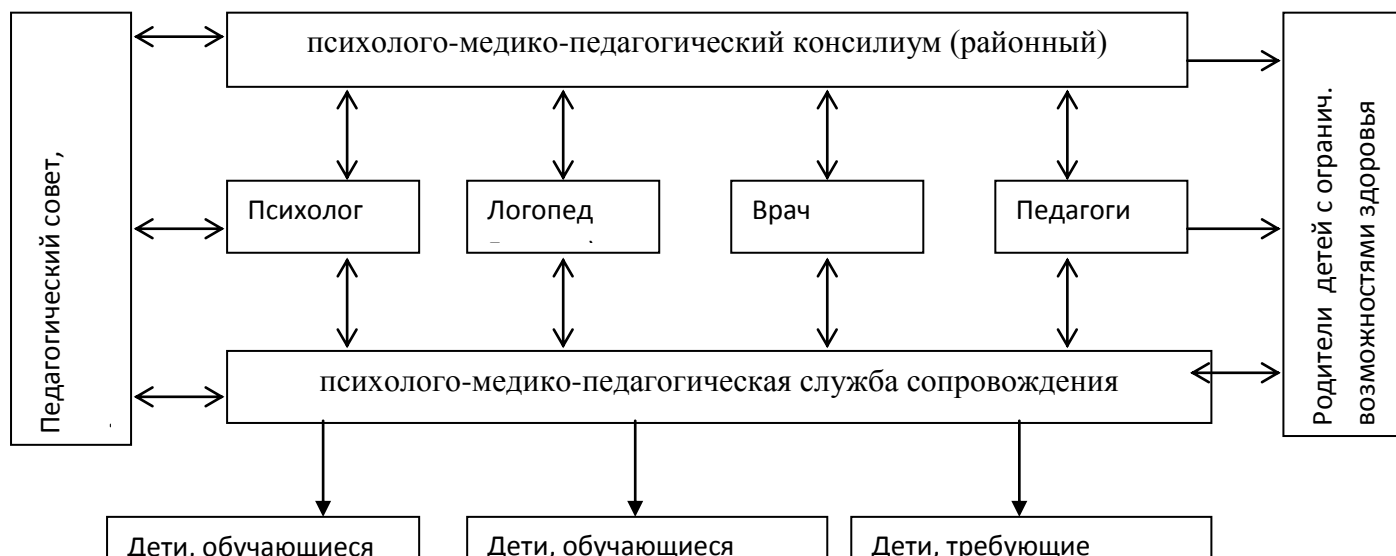 психолого-медико-педагогический консилиум (районный)
Педагогический совет,
Психолог
Логопед
Врач
Педагоги
Родители детей с огранич.
возможностями здоровья
психолого-медико-педагогическая служба сопровождения
Дети, обучающиеся
Дети, обучающиеся
Дети, требующие